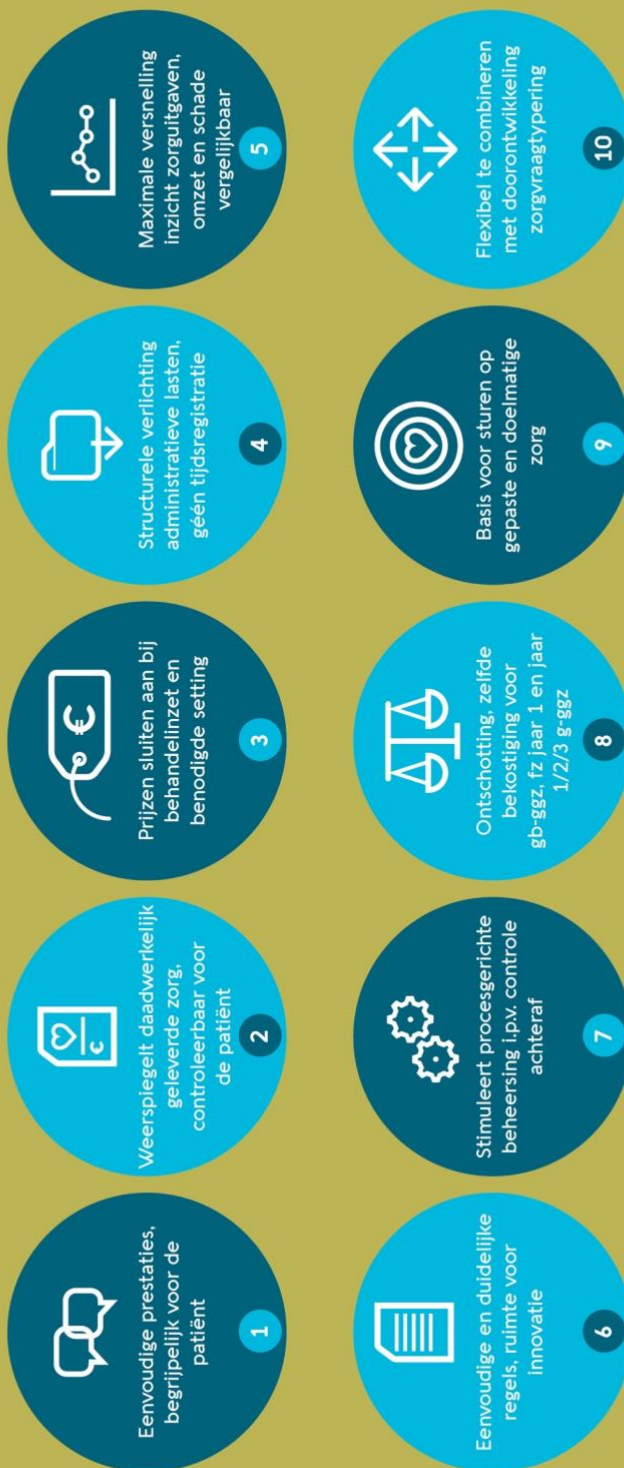 Eenvoudige prestaties,
begrijpelijk voor de
patiënt
1
Weerspiegelt daadwerkelijk
geleverde zorg,
controleerbaar voor
de patiënt
2
Prijzen sluiten aan bij
behandelinzet en
benodigde setting
3
Structurele verlichting
administratieve lasten,
géén tijdsregistratie
4
Maximale versnelling
inzicht zorguitgaven,
omzet en schade
vergelijkbaar
5
Eenvoudige en duidelijke
regels, ruimte voor
innovatie
6
Stimuleert procesgerichte
beheersing i.p.v. controle
achteraf
7
Ontschotting, zelfde
bekostiging voor
gb-ggz, fz jaar 1 en jaar
1/2/3 g-ggz
8
Basis voor sturen op
gepaste en doelmatige
zorg
9
Flexibel te combineren
met doorontwikkeling
zorgvraagtypering
10